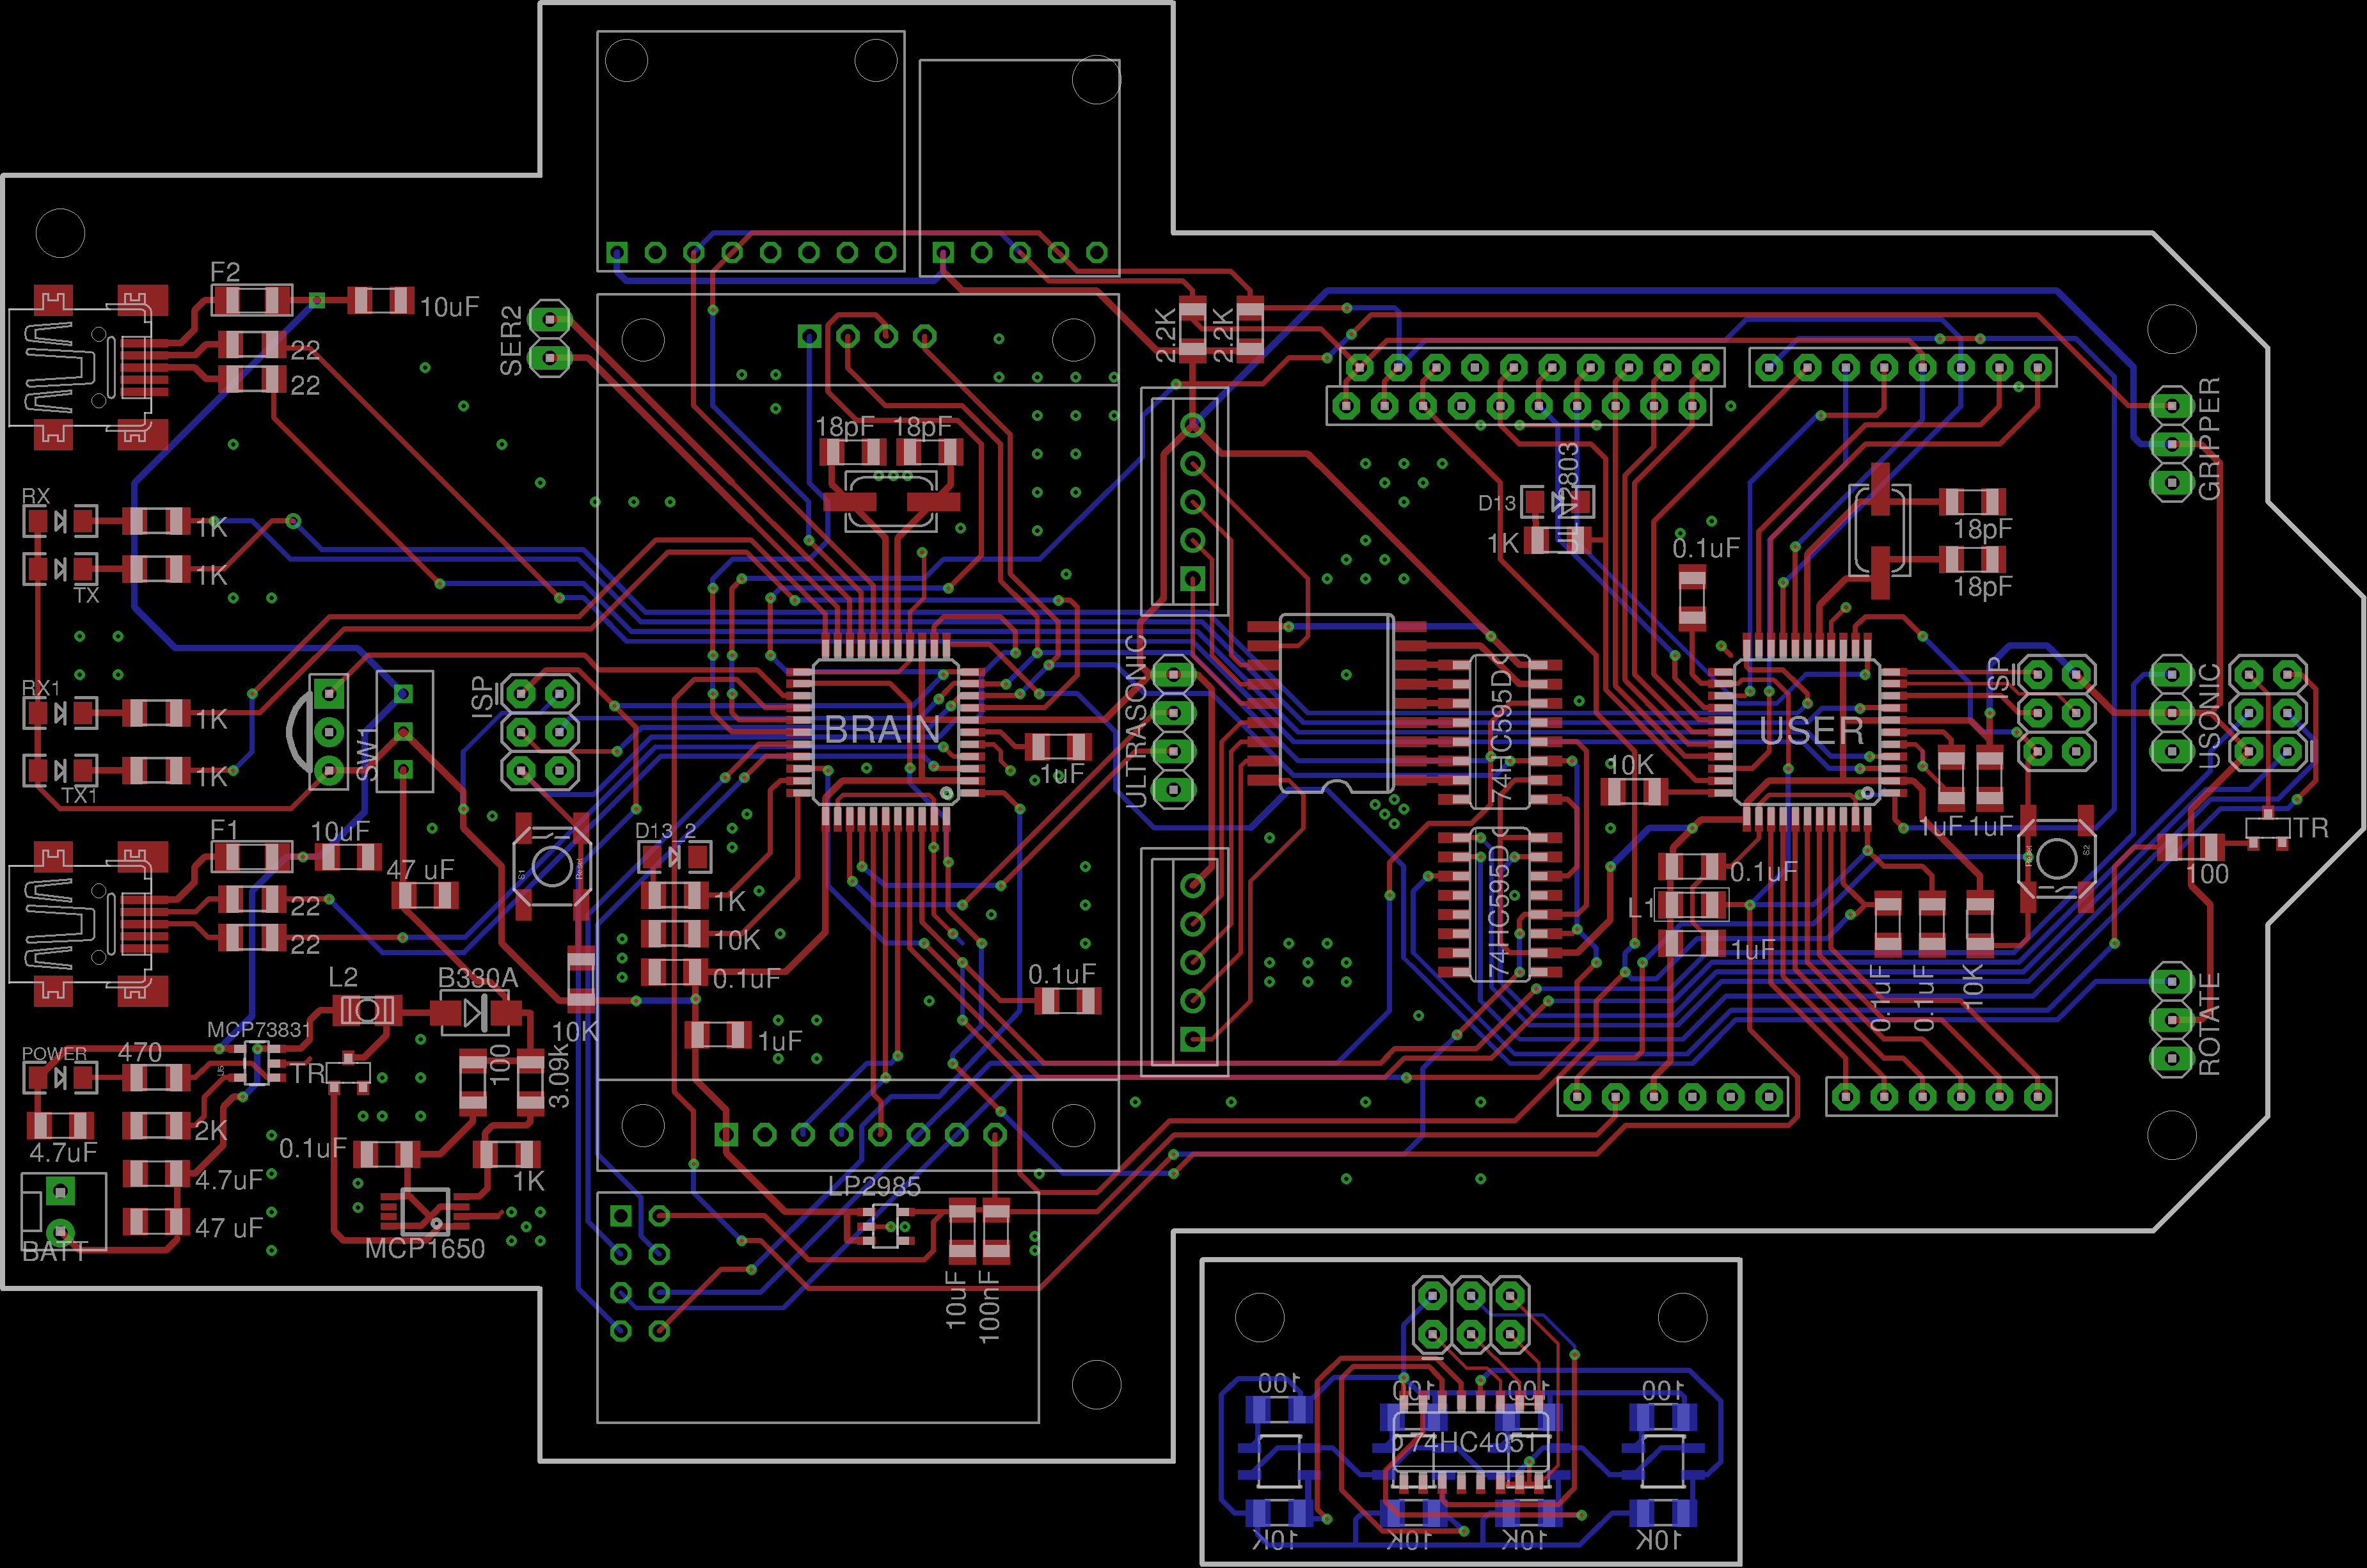 F2
10uF
22
22
SER2
2.2K
2.2K
18pF
18pF
RX
1K
1K
TX
D13
1K
ULN2803
0.1uF
18pF
18pF
GRIPPER
RX1
1K
1K
TX1
SW1
ISP
BRAIN
1uF
ULTRASONIC
74HC595D
74HC595D
10K
USER
1uF
1uF
ISP
USONIC
TR
100
F1
10uF
47 uF
22
22
S1
Reset
D13_2
1K
10K
0.1uF
1uF
0.1uF
0.1uF
L1
1uF
0.1uF
0.1uF
10K
S2
ROTATE
L2
B330A
10K
MCP73831
POWER
470
TR
100
3.09k
2K
4.7uF
0.1uF
1K
4.7uF
47 uF
BATT
MCP1650
LP2985
10uF
100nF
100
100
100
100
74HC4051
10K
10K
10K
10K